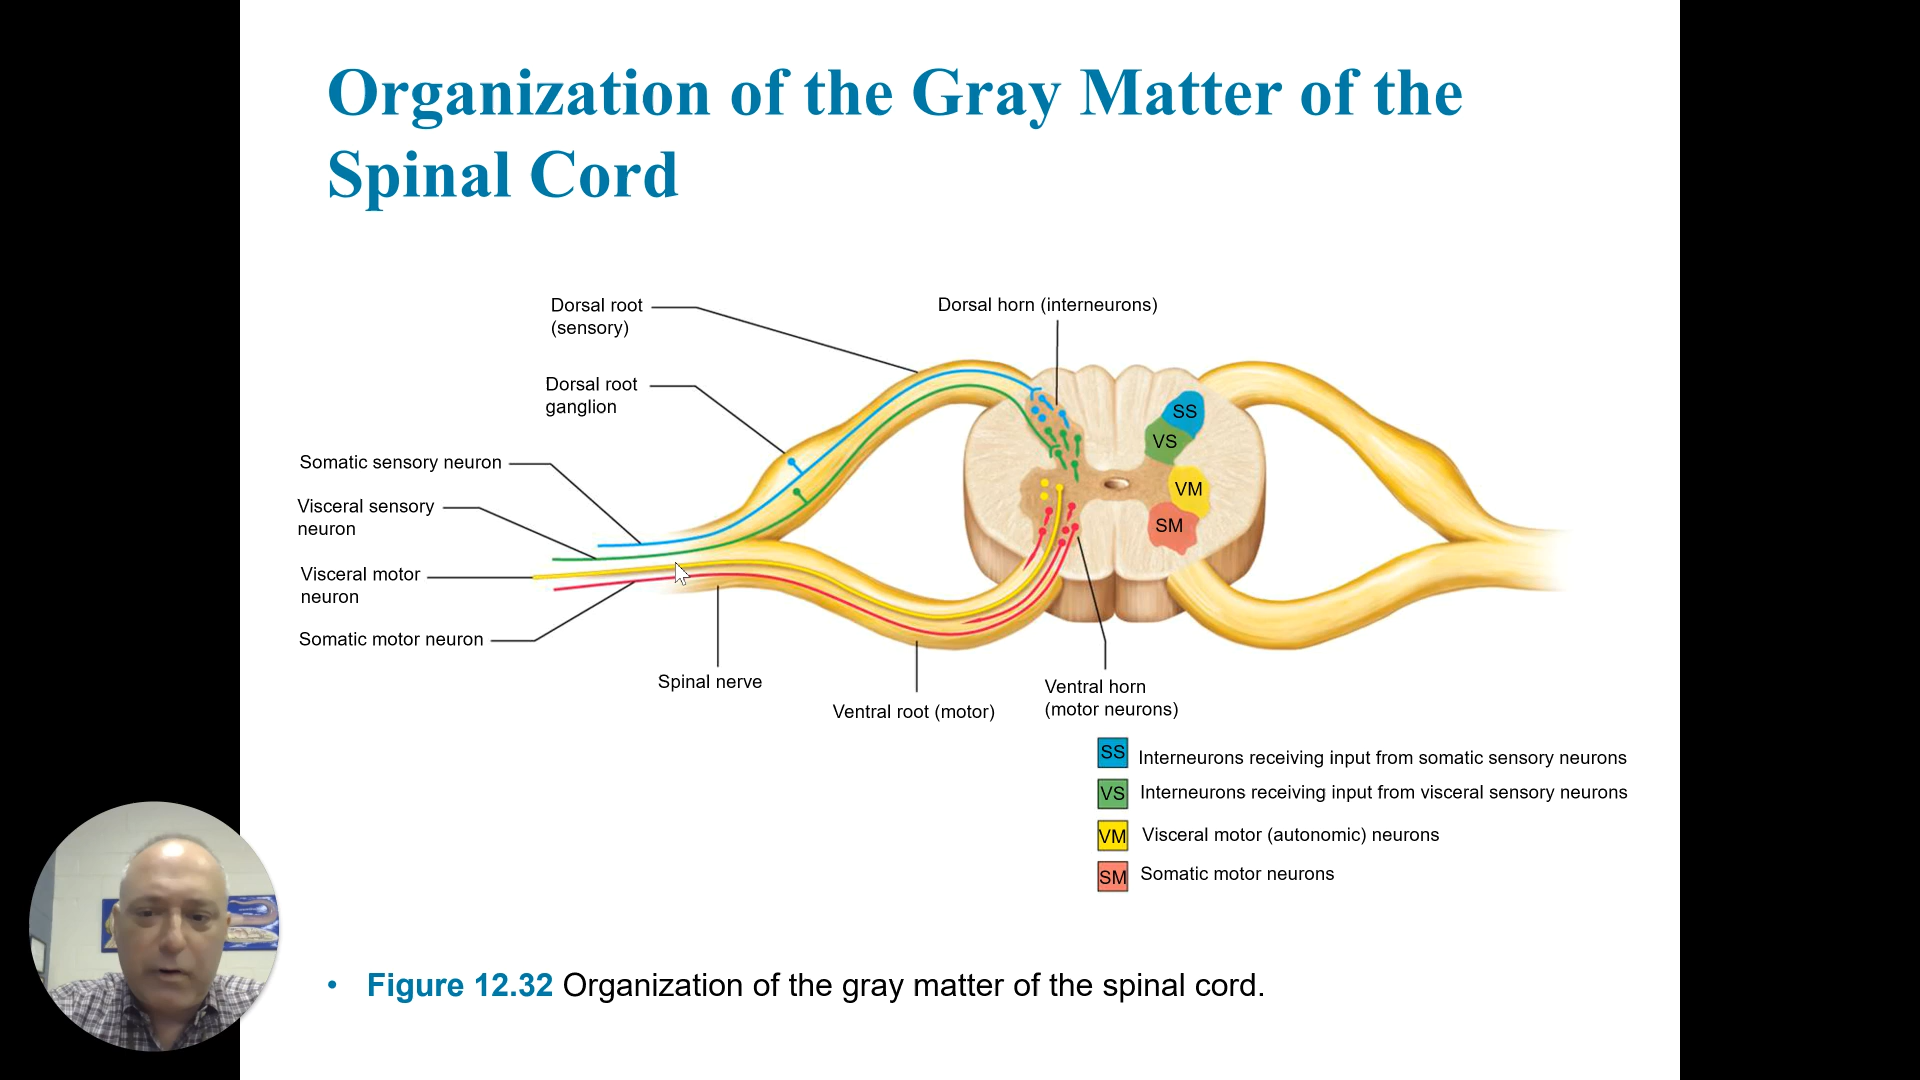 Organization of the Gray Matter of the
Spinal Cord
Dorsal root
(sensory)
Dorsal horn (interneurons)
Dorsal root
ganglion
Somatic sensory neuron
Visceral sensory
neuron
Visceral motor
neuron
Somatic motor neuron
Spinal nerve
Ventral root (motor)
Ventral horn
(motor neurons)
SS
VS
VM
SM
SS Interneurons receiving input from somatic sensory neurons
VS Interneurons receiving input from visceral sensory neurons
VM Visceral motor (autonomic) neurons
SM Somatic motor neurons
• Figure 12.32 Organization of the gray matter of the spinal cord.